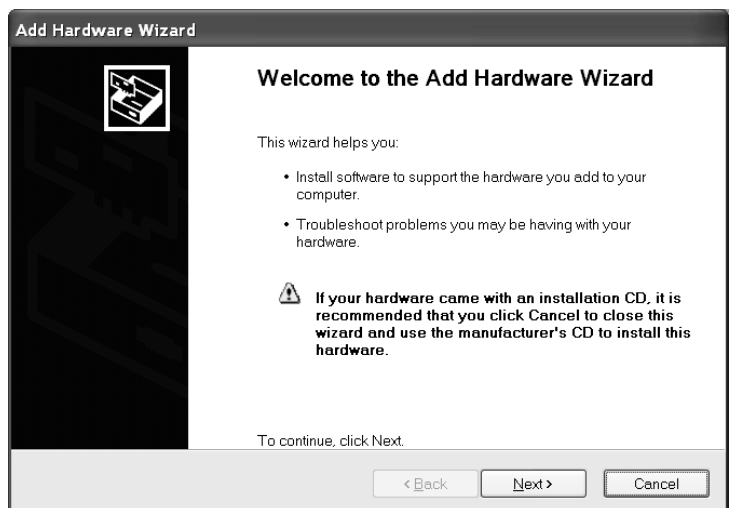 Add Hardware Wizard
Welcome to the Add Hardware Wizard
This wizard helps you:
• Install software to support the hardware you add to your
computer.
• Troubleshoot problems you may be having with your
hardware.
If your hardware came with an installation CD, it is
recommended that you click Cancel to close this
wizard and use the manufacturer's CD to install this
hardware.
To continue, click Next.
< Back Next > Cancel